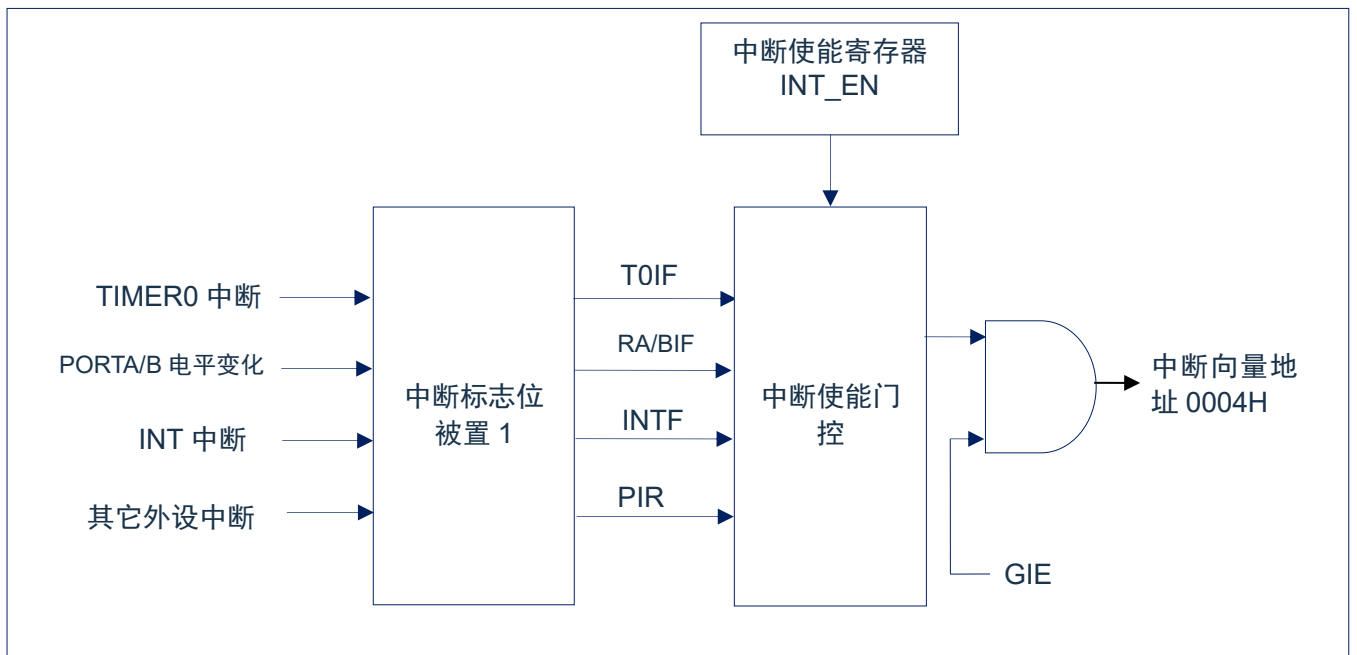 中断使能寄存器
INT_EN
TIMER0 中断
PORTA/B 电平变化
INT 中断
其它外设中断
中断标志位
被置 1
T0IF
RA/BIF
INTF
PIR
中断使能门
控
GIE
中断向量地
址 0004H